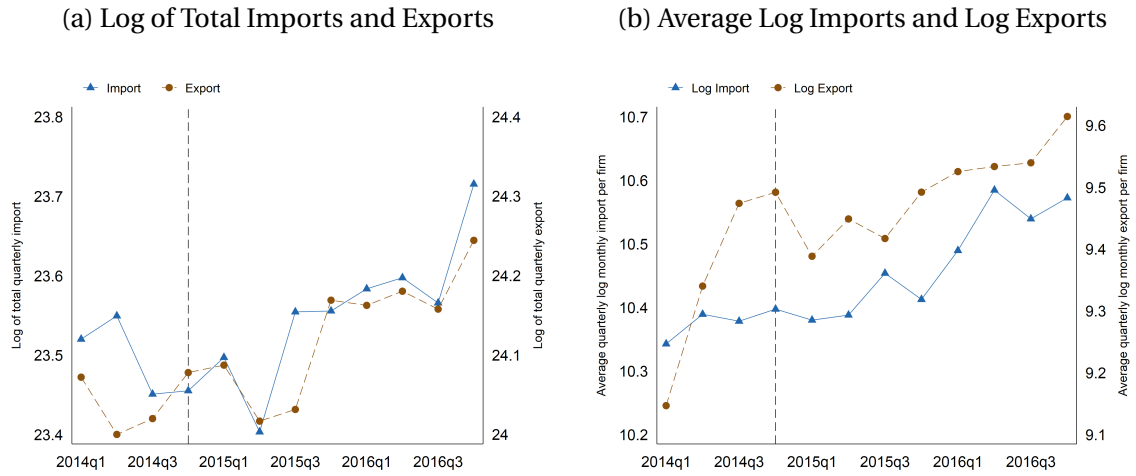 (a) Log of Total Imports and Exports
Import Export
Log of total quarterly import
23.8
23.7
23.6
23.5
23.4
24.4
24.3
24.2
24.1
24
Log of total quarterly export
2014q1 2014q3 2015q1 2015q3 2016q1 2016q3
(b) Average Log Imports and Log Exports
Log Import Log Export
Average quarterly log monthly import per firm
10.7
10.6
10.5
10.4
10.3
10.2
9.6
9.5
9.4
9.3
9.2
9.1
Average quarterly log monthly export per firm
2014q1 2014q3 2015q1 2015q3 2016q1 2016q3